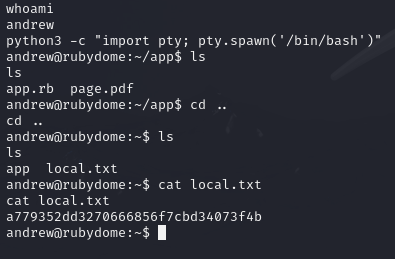 whoami
andrew
python3 -c "import pty; pty.spawn('/bin/bash')"
andrew@rubydome:~/app$ ls
ls
app.rb  page.pdf
andrew@rubydome:~/app$ cd ..
cd ..
andrew@rubydome:~$ ls
ls
app  local.txt
andrew@rubydome:~$ cat local.txt
cat local.txt
a779352dd3270666856f7cbd34073f4b
andrew@rubydome:~$